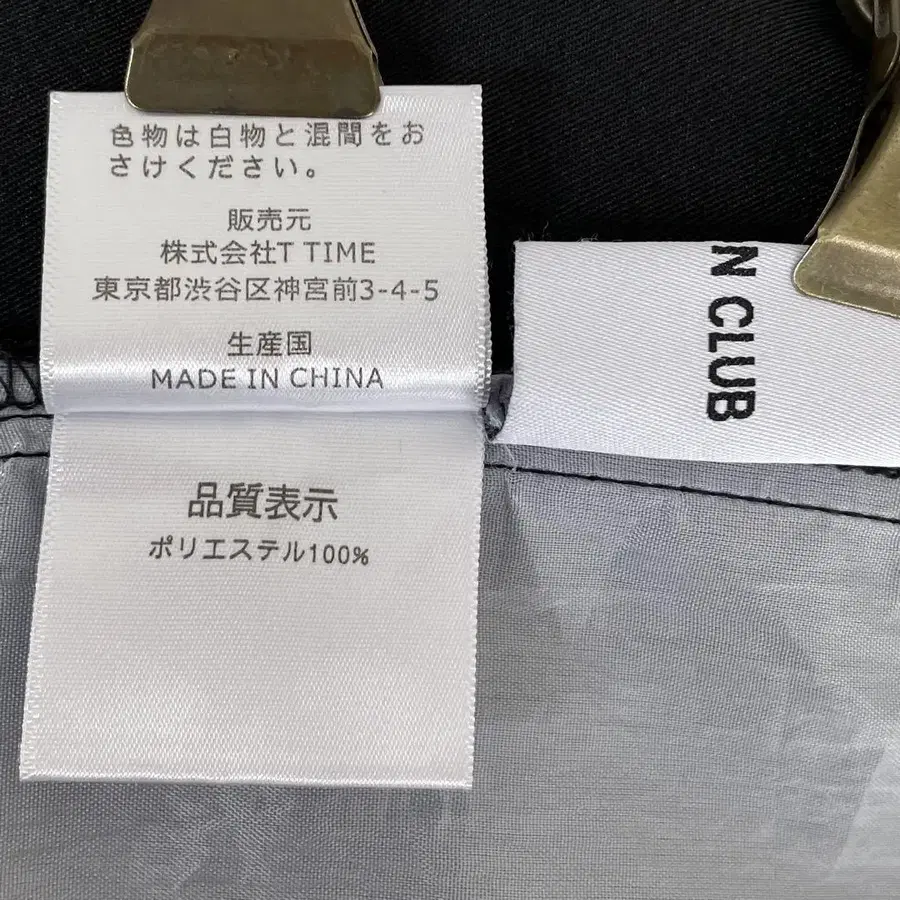 色物は白物と混間をお
さけください。
販売元
株式会社T TIME
東京都渋谷区神宮前3-4-5
生産国
MADE IN CHINA
品質表示
ポリエステル100%
N CLUB